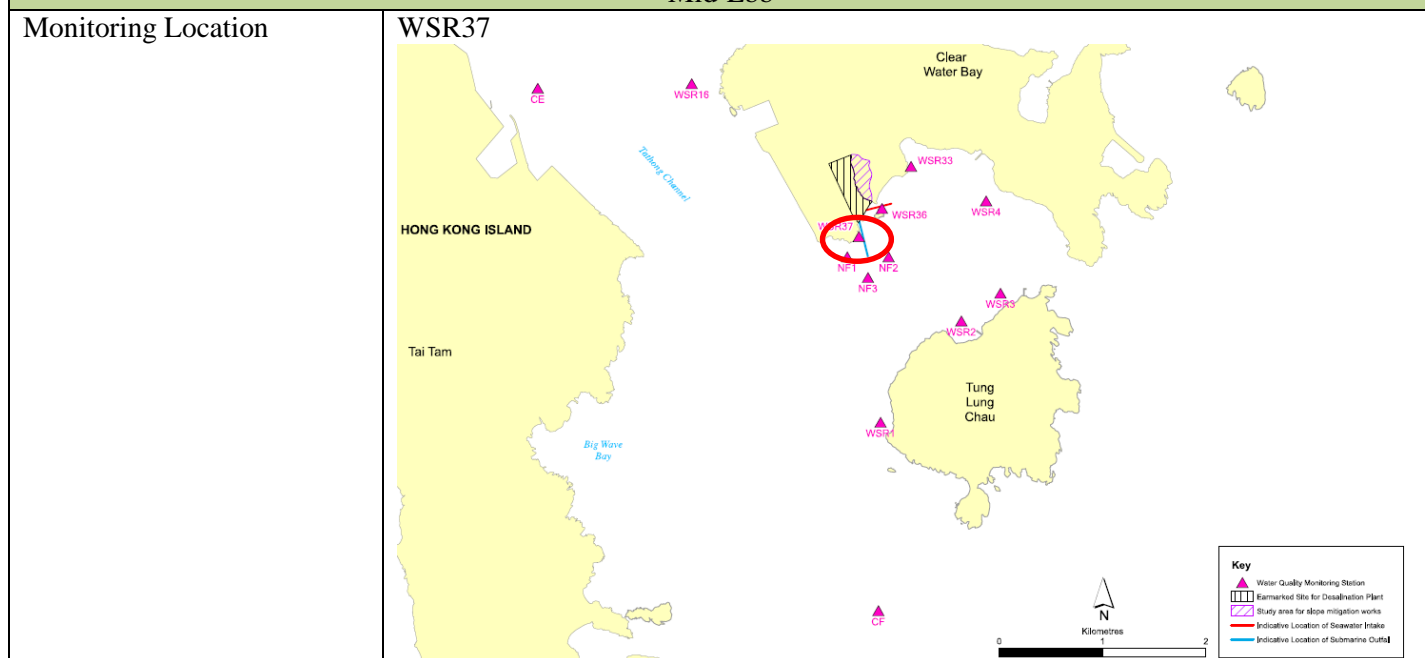 Mid-Ebb
Monitoring Location
WSR37
Clear
Water Bay
CE
WSR16
Tathong Channel
WSR33
WSR36
WSR4
HONG KONG ISLAND
WSR37
NF1
NF2
NF3
WSR3
WSR2
Tai Tam
Tung
Lung
Chau
WSR1
Big Wave
Bay
CF
N
Kilometres
0 1 2
Key
Water Quality Monitoring Station
Earmarked Site for Desalination Plant
Study area for slope mitigation works
Indicative Location of Seawater Intake
Indicative Location of Submarine Outfall